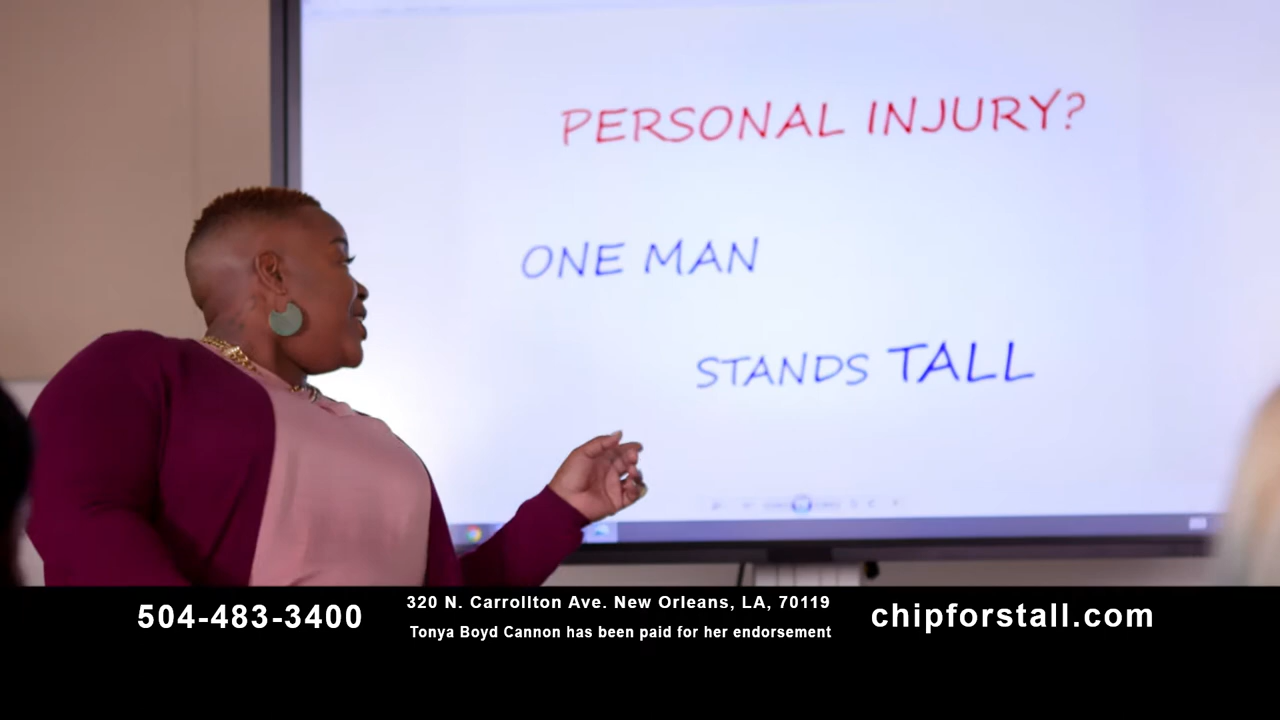 PERSONAL INJURY?
ONE MAN
STANDS TALL
504-483-3400
320 N. Carrollton Ave. New Orleans, LA, 70119
Tonya Boyd Cannon has been paid for her endorsement
chipforstall.com